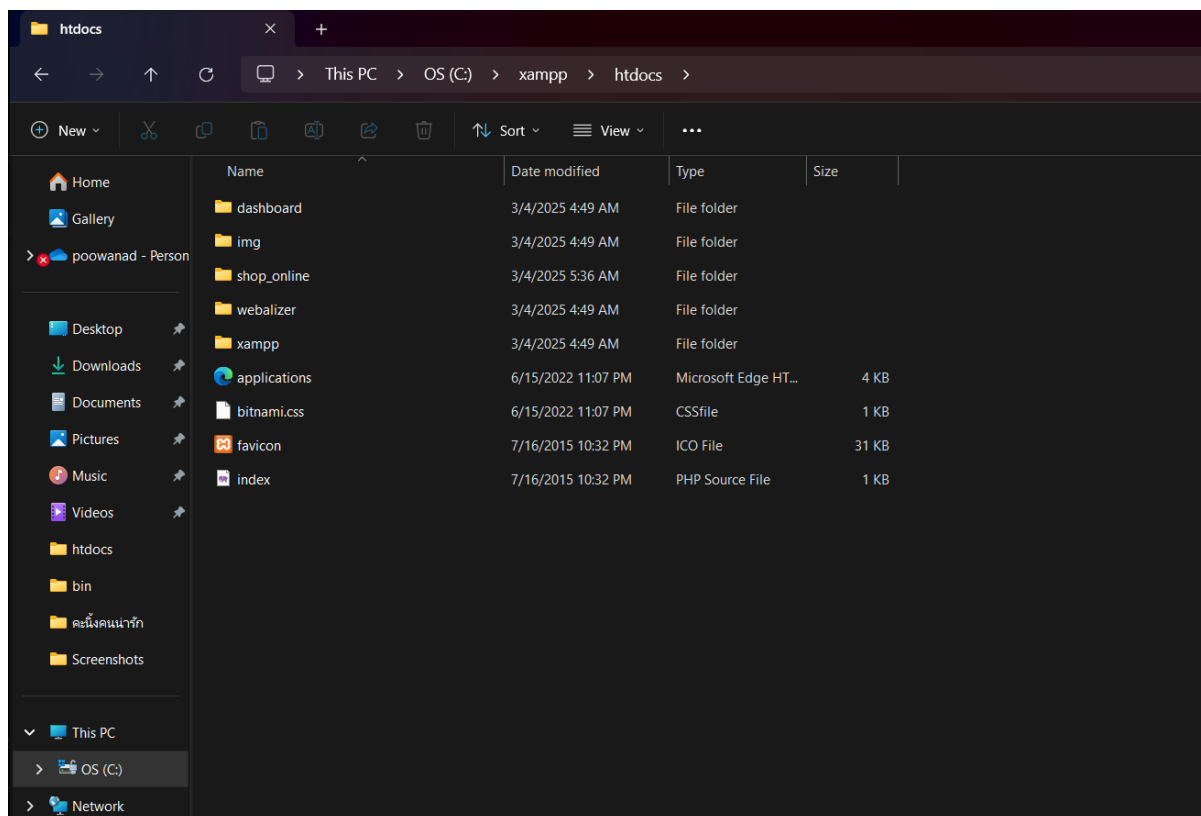 htdocs
This PC > OS (C:) > xampp > htdocs >
New Sort View
Name Date modified Type Size
Home
Gallery
poowanad - Person
Desktop
Downloads
Documents
Pictures
Music
Videos
htdocs
bin
คะนิ้งคนน่ารัก
Screenshots
This PC
OS (C:)
Network
dashboard 3/4/2025 4:49 AM File folder
img 3/4/2025 4:49 AM File folder
shop_online 3/4/2025 5:36 AM File folder
webalizer 3/4/2025 4:49 AM File folder
xampp 3/4/2025 4:49 AM File folder
applications 6/15/2022 11:07 PM Microsoft Edge HT... 4 KB
bitnami.css 6/15/2022 11:07 PM CSSfile 1 KB
favicon 7/16/2015 10:32 PM ICO File 31 KB
index 7/16/2015 10:32 PM PHP Source File 1 KB